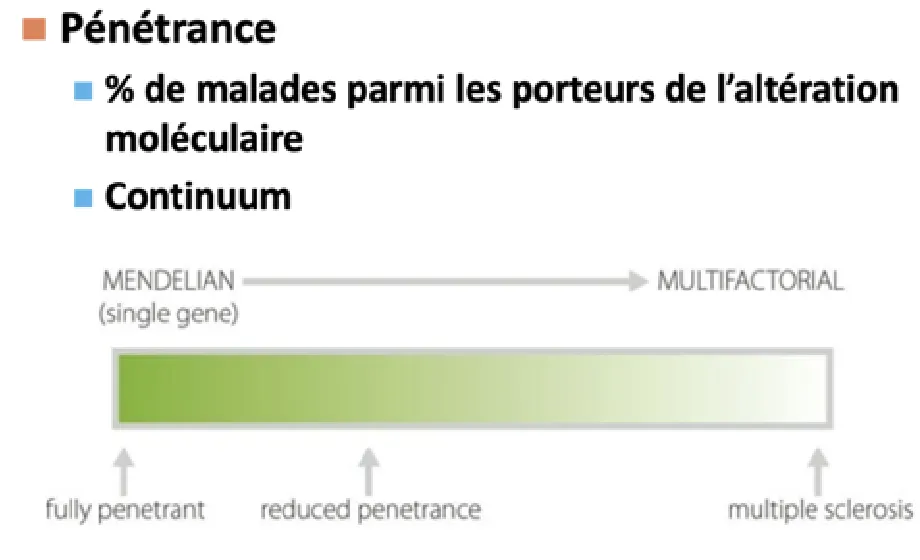 Pénétrance
% de malades parmi les porteurs de l’altération
moléculaire
Continuum
MENDELIAN MULTIFACTORIAL
(single gene)
fully penetrant reduced penetrance multiple sclerosis